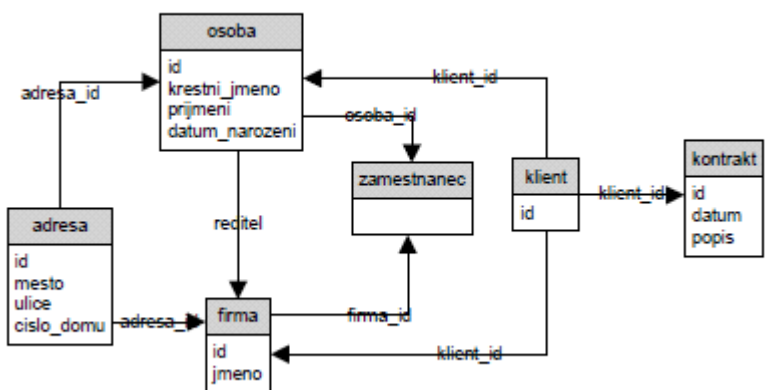 osoba
id
krestni_jmeno
prijmeni
datum_narozeni
adresa_id
klient_id
osoba_id
zamestnanec
klient
id
kontrakt
id
datum
popis
klient_id
adresa
id
mesto
ulice
cislo_domu
reditel
adresa_id
firma
id
jmeno
firma_id
klient_id